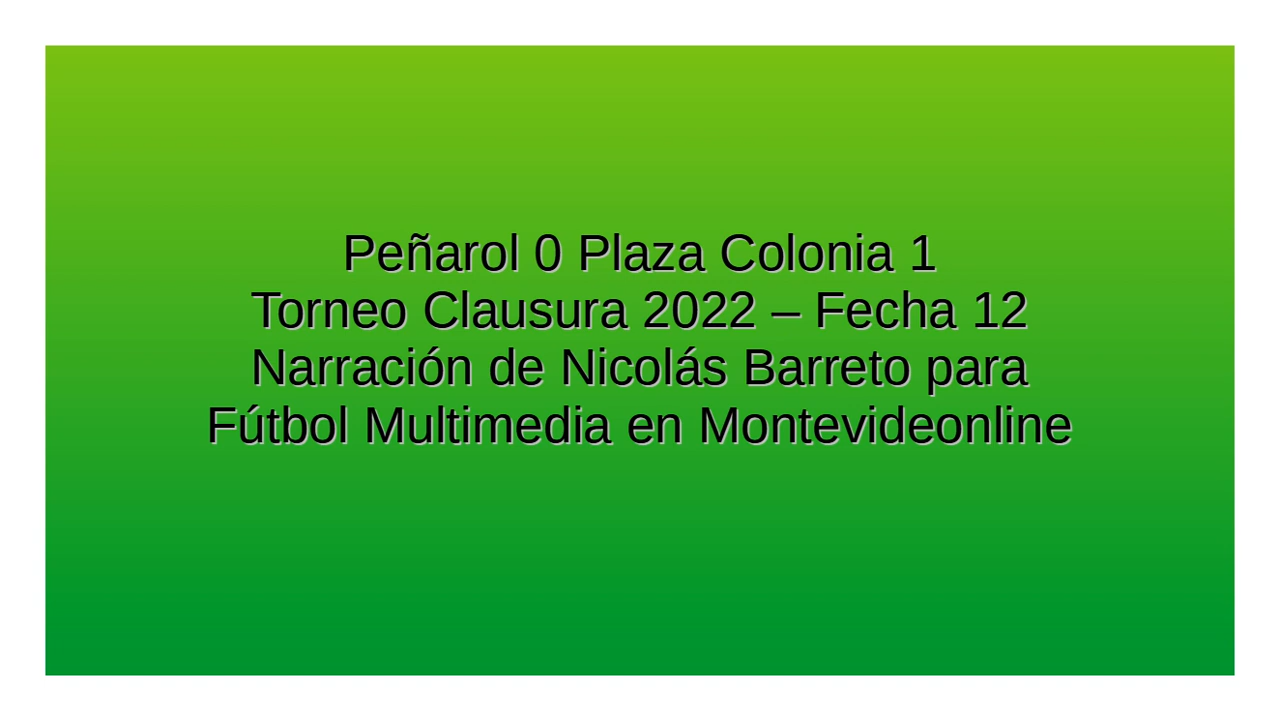 Peñarol 0 Plaza Colonia 1
Torneo Clausura 2022 – Fecha 12
Narración de Nicolás Barreto para
Fútbol Multimedia en Montevideonline